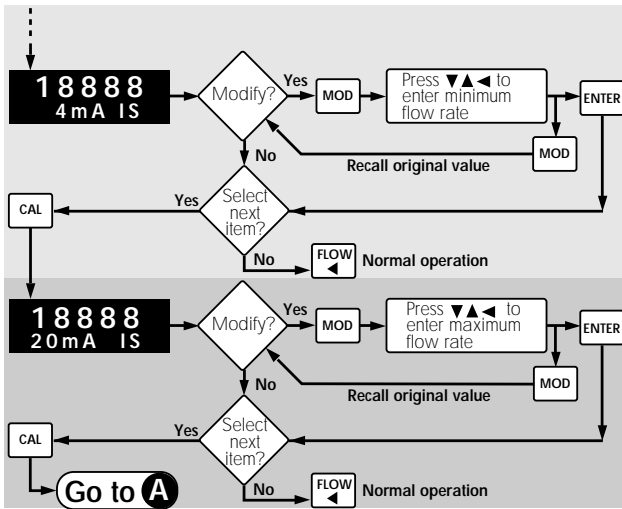 18888
4mA IS
Modify?
Yes
MOD
Press ▼▲◄ to
enter minimum
flow rate
ENTER
MOD
Recall original value
No
Select
next
item?
Yes
CAL
No
FLOW
◄
Normal operation
18888
20mA IS
Modify?
Yes
MOD
Press ▼▲◄ to
enter maximum
flow rate
ENTER
MOD
Recall original value
No
Select
next
item?
Yes
CAL
Go to A
No
FLOW
◄
Normal operation